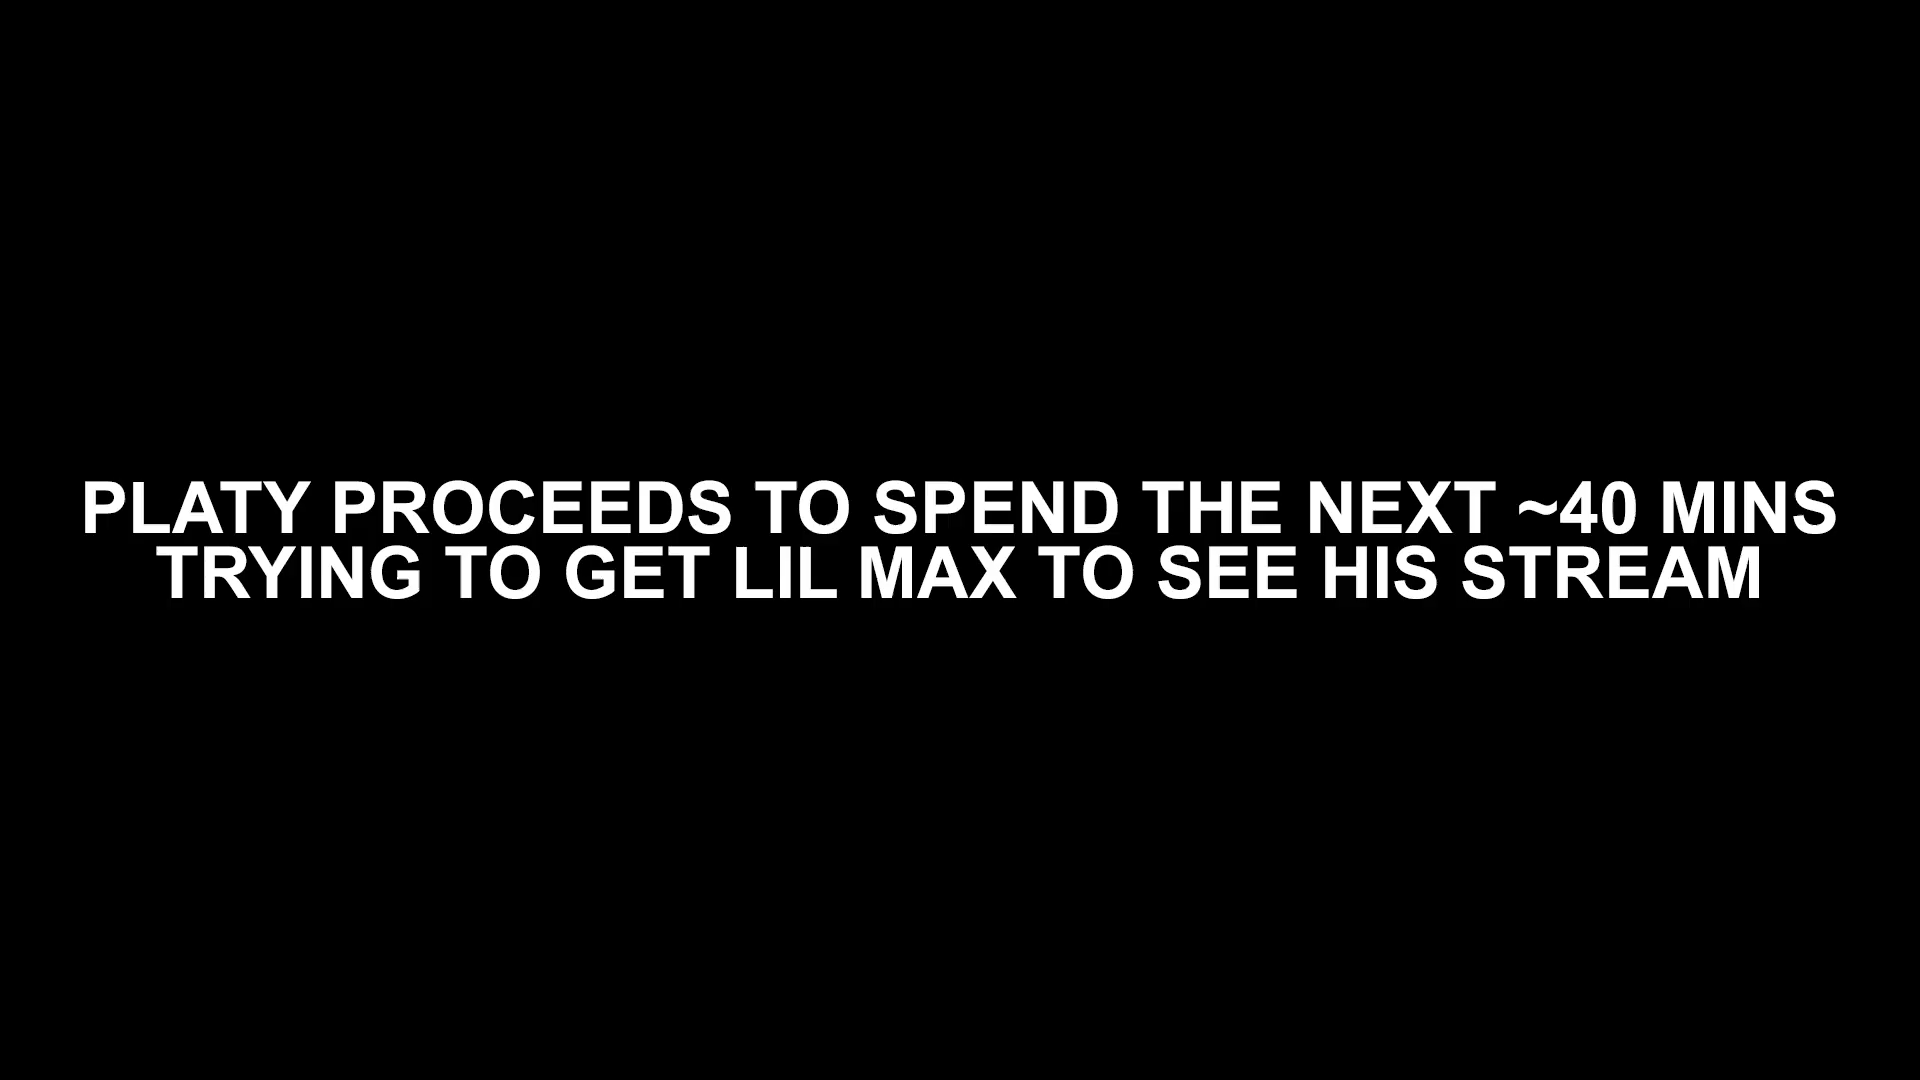 PLATY PROCEEDS TO SPEND THE NEXT ~40 MINS
TRYING TO GET LIL MAX TO SEE HIS STREAM